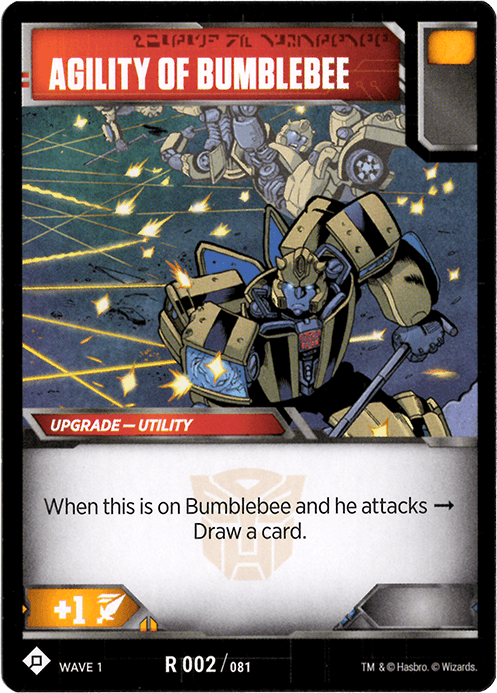 AGILITY OF BUMBLEBEE
UPGRADE — UTILITY
When this is on Bumblebee and he attacks →
Draw a card.
+1
WAVE 1 R 002 / 081 TM & © Hasbro. © Wizards.